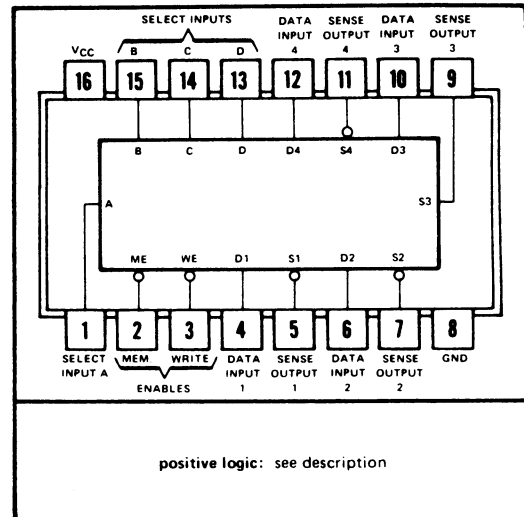 SELECT INPUTS
DATA INPUT 4
SENSE OUTPUT 4
DATA INPUT 3
SENSE OUTPUT 3
VCC
B C D
16 15 14 13 12 11 10 9
B C D D4 S4 D3
A
S3
ME WE D1 S1 D2 S2
1 2 3 4 5 6 7 8
SELECT INPUT A
MEM WRITE
ENABLES
DATA INPUT 1
SENSE OUTPUT 1
DATA INPUT 2
SENSE OUTPUT 2
GND
positive logic: see description